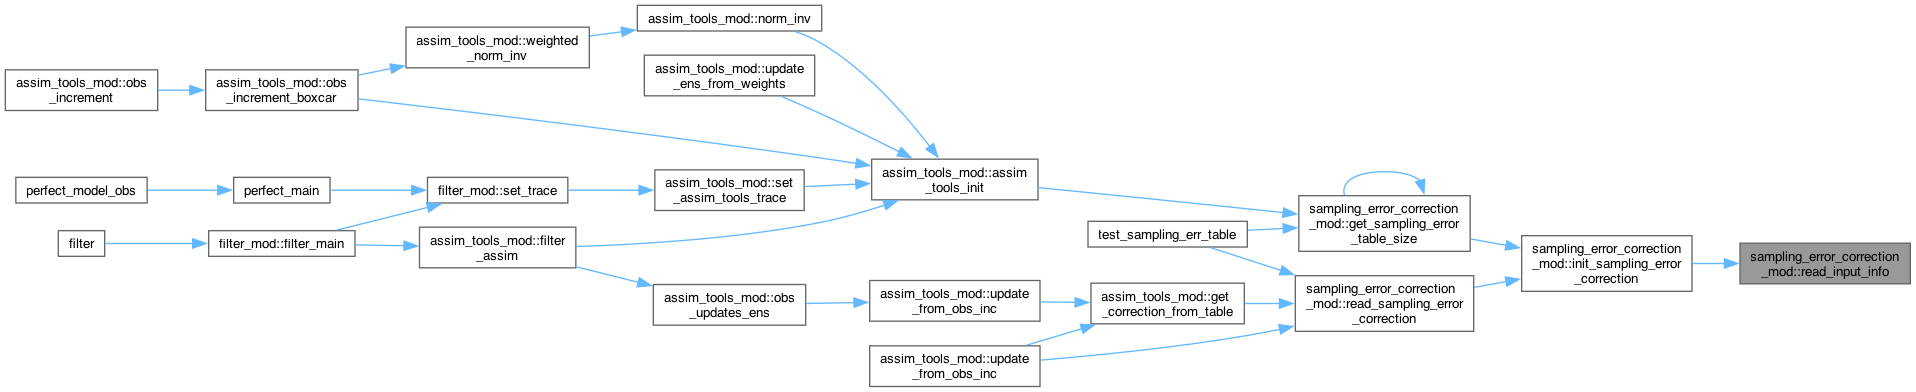 assim_tools_mod::norm_inv
assim_tools_mod::weighted
_norm_inv
assim_tools_mod::update
_ens_from_weights
assim_tools_mod::obs
_increment
assim_tools_mod::obs
_increment_boxcar
assim_tools_mod::assim
_tools_init
perfect_model_obs
perfect_main
filter_mod::set_trace
assim_tools_mod::set
_assim_tools_trace
filter
filter_mod::filter_main
assim_tools_mod::filter
_assim
test_sampling_err_table
sampling_error_correction
_mod::get_sampling_error
_table_size
sampling_error_correction
_mod::init_sampling_error
_correction
sampling_error_correction
_mod::read_input_info
assim_tools_mod::obs
_updates_ens
assim_tools_mod::update
_from_obs_inc
assim_tools_mod::get
_correction_from_table
sampling_error_correction
_mod::read_sampling_error
_correction
assim_tools_mod::update
_from_obs_inc